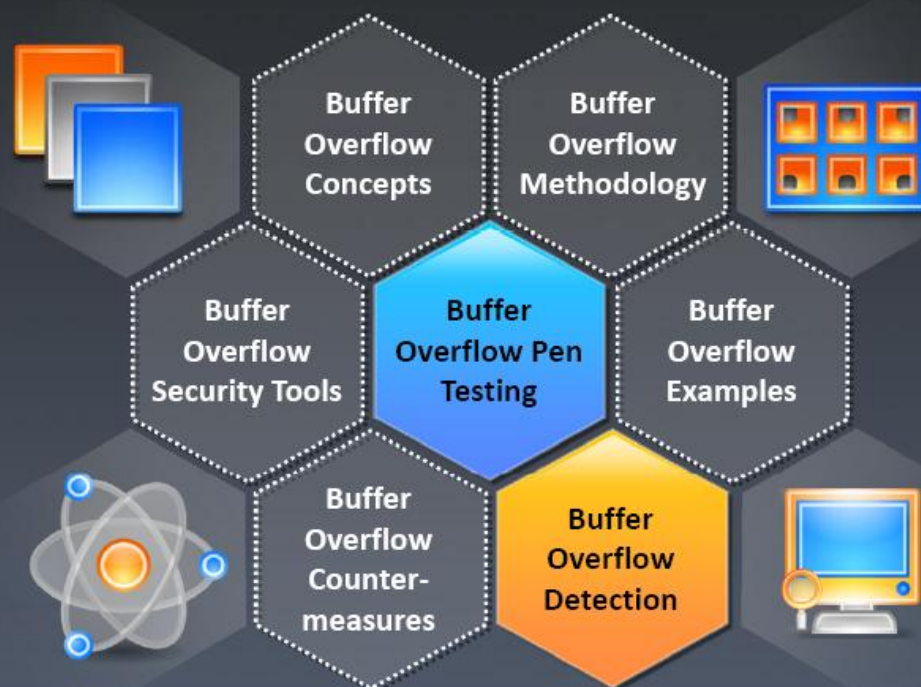 Buffer
Overflow
Concepts
Buffer
Overflow
Methodology
Buffer
Overflow
Security Tools
Buffer
Overflow Pen
Testing
Buffer
Overflow
Examples
Buffer
Overflow
Counter-
measures
Buffer
Overflow
Detection